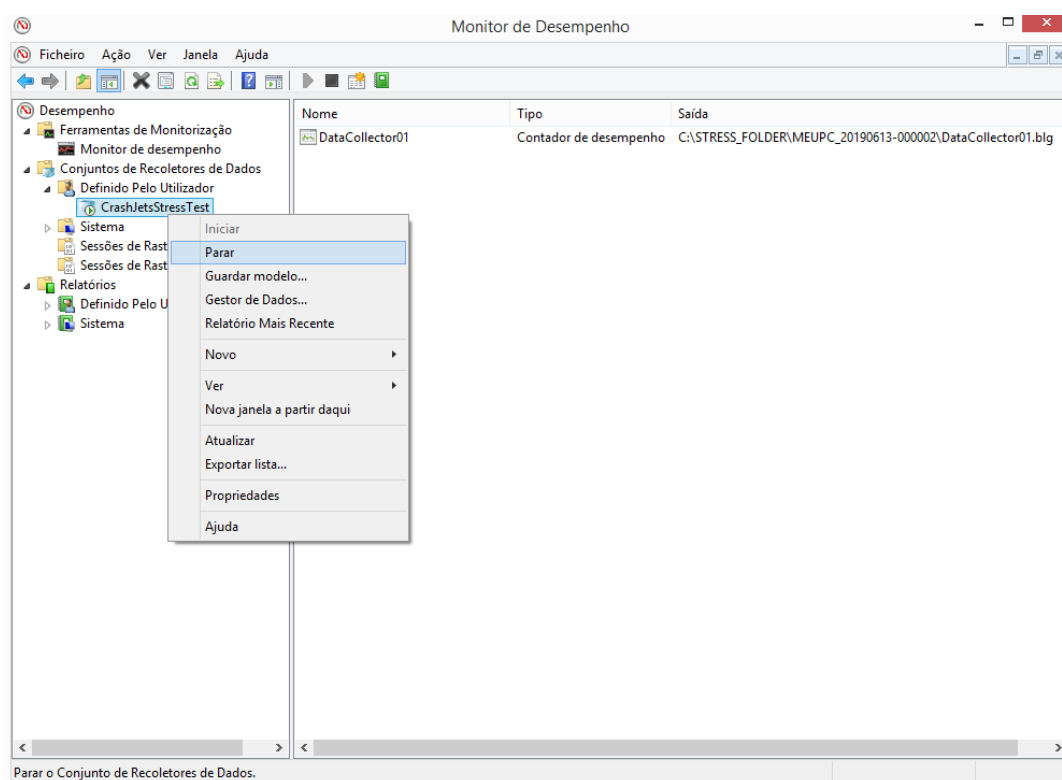 Monitor de Desempenho
Ficheiro Ação Ver Janela Ajuda
Desempenho
Ferramentas de Monitorização
Monitor de desempenho
Conjuntos de Recoletores de Dados
Definido Pelo Utilizador
CrashJetsStressTest
Sistema
Sessões de Rast
Sessões de Rast
Relatórios
Definido Pelo U
Sistema
Iniciar
Parar
Guardar modelo...
Gestor de Dados...
Relatório Mais Recente
Novo
Ver
Nova janela a partir daqui
Atualizar
Exportar lista...
Propriedades
Ajuda
Nome Tipo Saída
DataCollector01 Contador de desempenho C:\STRESS_FOLDER\MEUPC_20190613-000002\DataCollector01.blg
Parar o Conjunto de Recoletores de Dados.